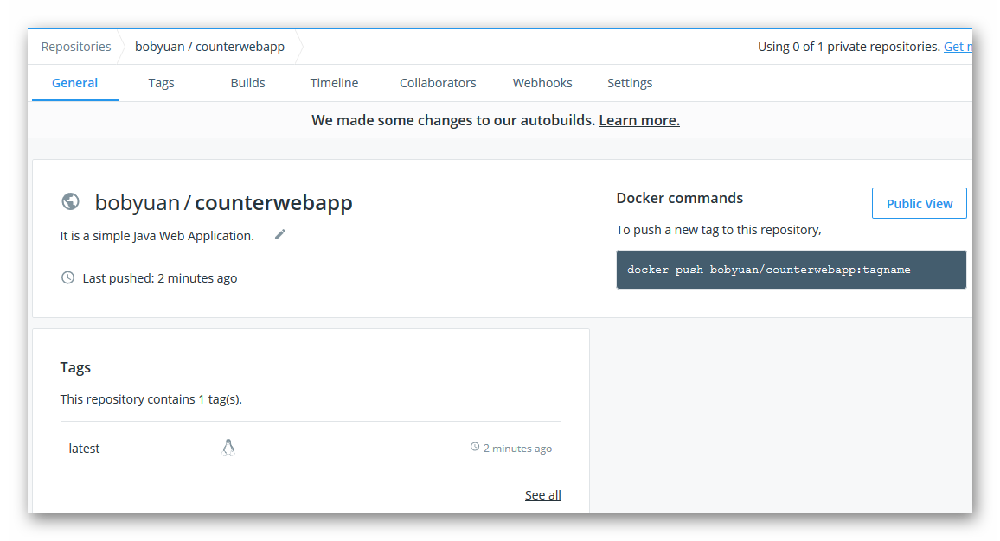 Repositories
bobyuan / counterwebapp
Using 0 of 1 private repositories. Get
General
Tags
Builds
Timeline
Collaborators
Webhooks
Settings
We made some changes to our autobuilds. Learn more.
bobyuan / counterwebapp
It is a simple Java Web Application.
Last pushed: 2 minutes ago
Docker commands
Public View
To push a new tag to this repository,
docker push bobyuan/counterwebapp:tagname
Tags
This repository contains 1 tag(s).
latest
2 minutes ago
See all